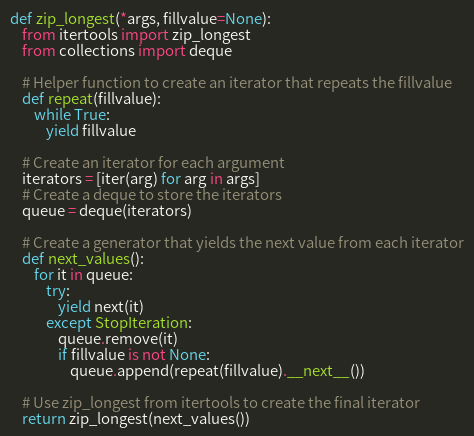 def zip_longest(*args, fillvalue=None):
    from itertools import zip_longest
    from collections import deque

    # Helper function to create an iterator that repeats the fillvalue
    def repeat(fillvalue):
        while True:
            yield fillvalue

    # Create an iterator for each argument
    iterators = [iter(arg) for arg in args]
    # Create a deque to store the iterators
    queue = deque(iterators)

    # Create a generator that yields the next value from each iterator
    def next_values():
        for it in queue:
            try:
                yield next(it)
            except StopIteration:
                queue.remove(it)
                if fillvalue is not None:
                    queue.append(repeat(fillvalue).__next__())

    # Use zip_longest from itertools to create the final iterator
    return zip_longest(next_values())